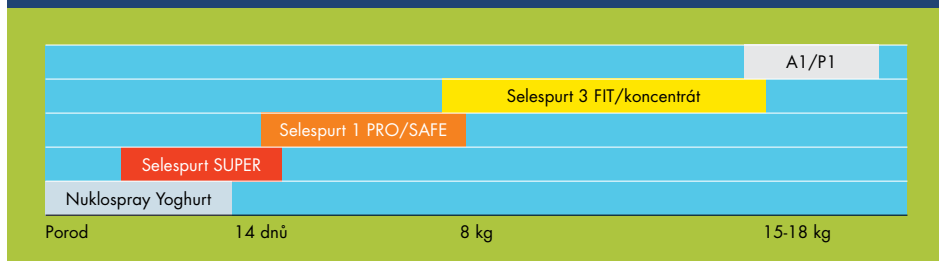 A1/P1
Selespurt 3 FIT/koncentrát
Selespurt 1 PRO/SAFE
Selespurt SUPER
Nuklospray Yoghurt
Porod 14 dnů 8 kg 15-18 kg